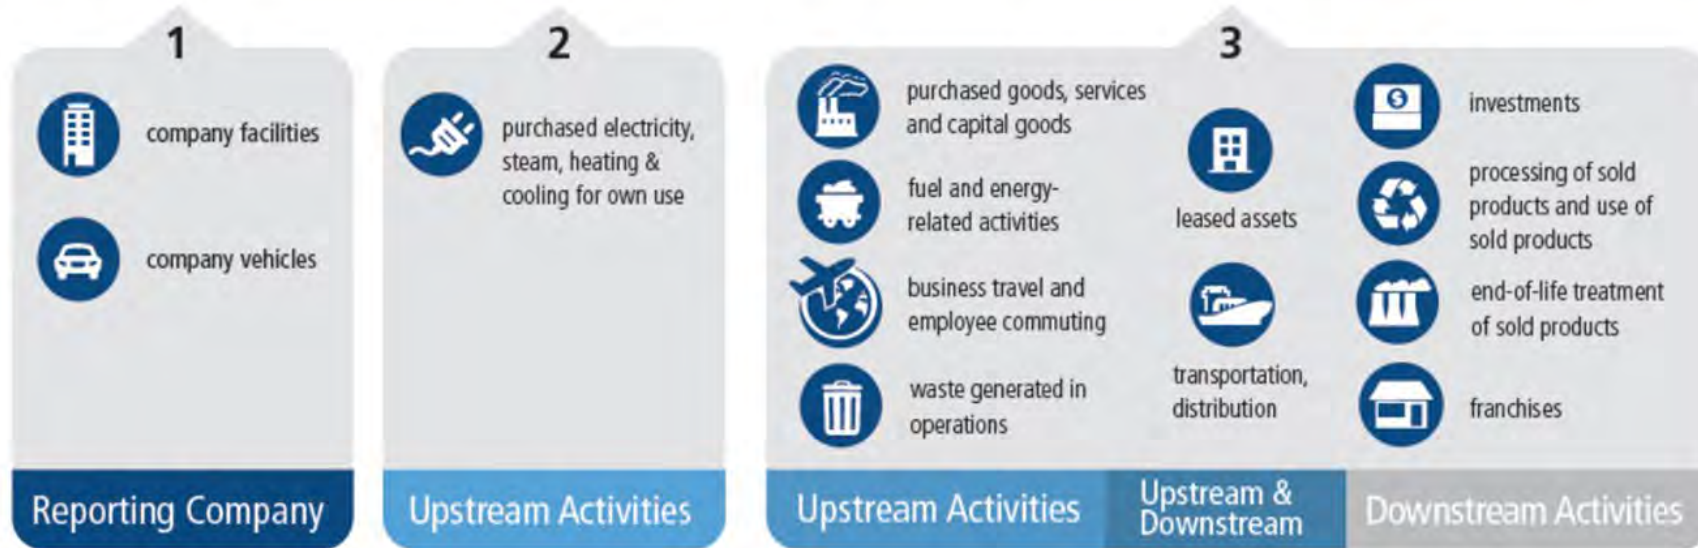 1
company facilities
company vehicles
Reporting Company
2
purchased electricity,
steam, heating &
cooling for own use
Upstream Activities
3
purchased goods, services
and capital goods
fuel and energy-
related activities
business travel and
employee commuting
waste generated in
operations
Upstream Activities
leased assets
transportation,
distribution
Upstream &
Downstream
$
investments
processing of sold
products and use of
sold products
end-of-life treatment
of sold products
franchises
Downstream Activities